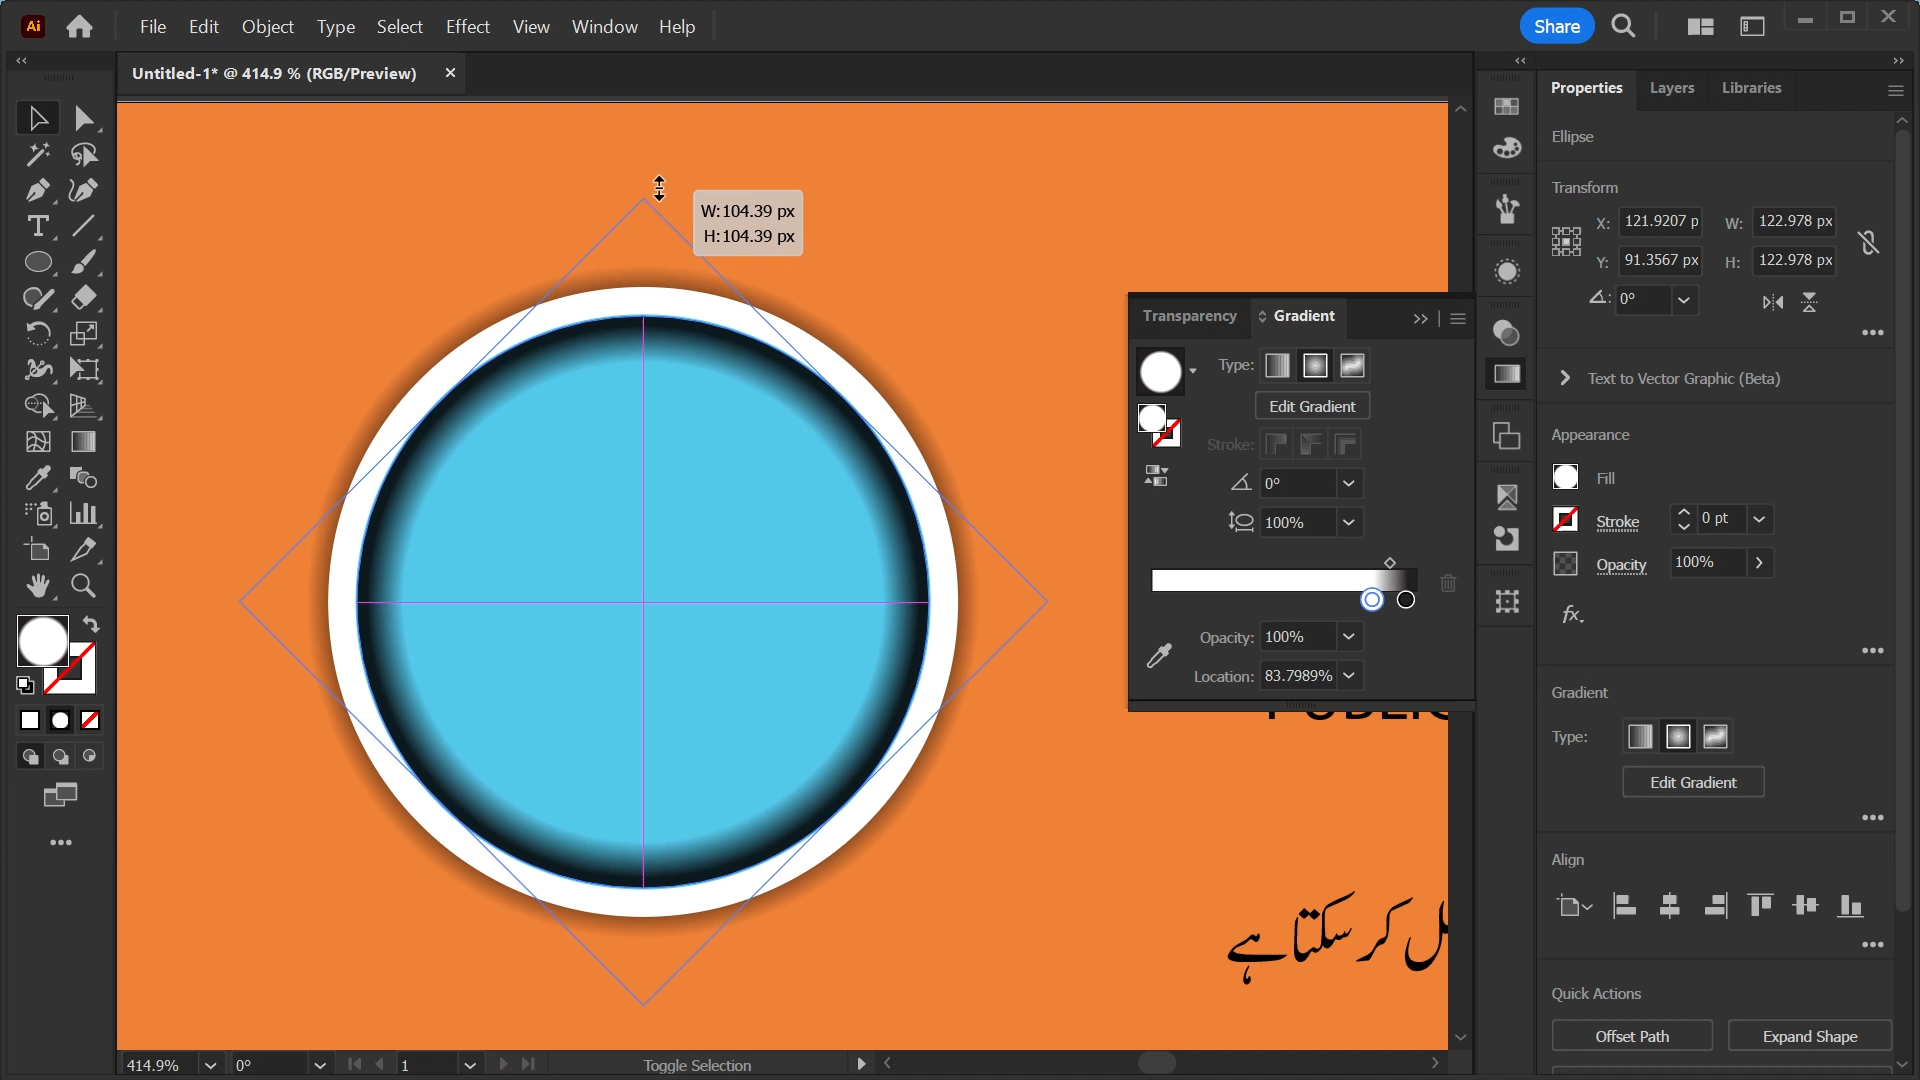 Ai File Edit Object Type Select Effect View Window Help Share
Untitled-1* @ 414.9 % (RGB/Preview)
W:104.39 px
H:104.39 px
Transparency Gradient
Type:
Edit Gradient
Stroke:
0°
100%
Opacity: 100%
Location: 83.7989%
کر سکتا ہے
Properties Layers Libraries
Ellipse
Transform
X: 121.9207 p W: 122.978 px
Y: 91.3567 px H: 122.978 px
0°
Text to Vector Graphic (Beta)
Appearance
Fill
Stroke 0 pt
Opacity 100%
fx
Gradient
Type:
Edit Gradient
Align
Quick Actions
Offset Path Expand Shape
414.9% 0° 1 Toggle Selection